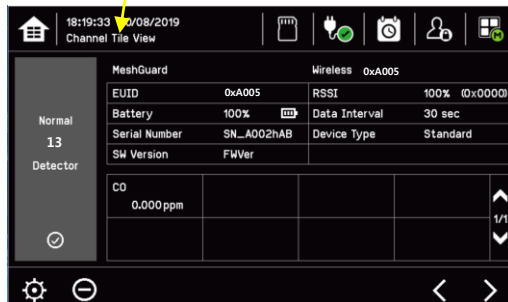 18:19:33 /08/2019
Channel Tile View
Normal
13
Detector
MeshGuard Wireless 0xA005
EUID 0xA005 RSSI 100% (0x0000)
Battery 100% Data Interval 30 sec
Serial Number SN_A002hAB Device Type Standard
SW Version FWVer
CO
0.000 ppm
1/1